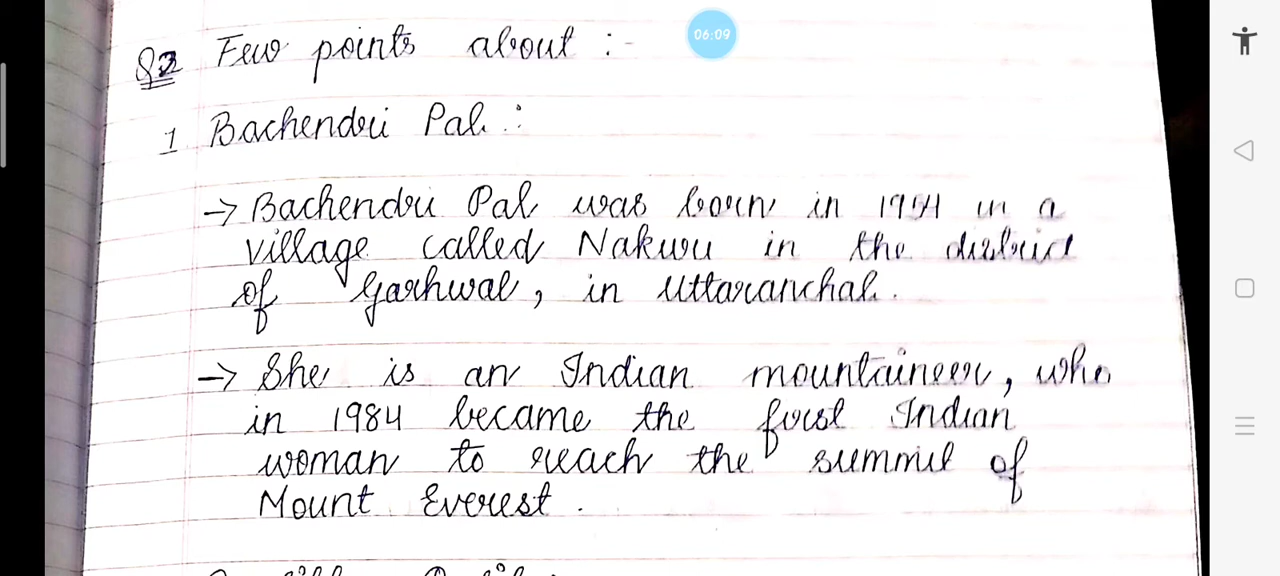 06:09
Q2 Few points about :-
1 Bachendri Pal :
→ Bachendri Pal was born in 1954 in a
village called Nakuri in the district
of Garhwal, in Uttaranchal.
→ She is an Indian mountaineer, who
in 1984 became the first Indian
woman to reach the summit of
Mount Everest.